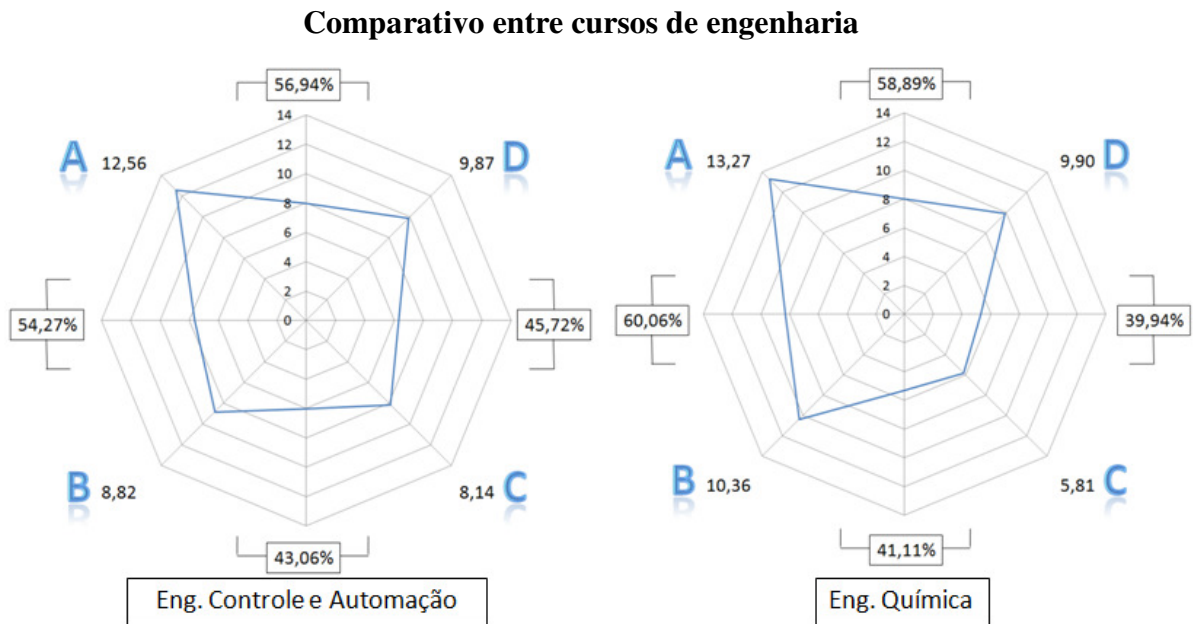 Comparativo entre cursos de engenharia
56,94%
14
12
10
8
6
4
2
0
A 12,56
9,87 D
54,27%
45,72%
B 8,82
8,14 C
43,06%
Eng. Controle e Automação
58,89%
14
12
10
8
6
4
2
0
A 13,27
9,90 D
60,06%
39,94%
B 10,36
5,81 C
41,11%
Eng. Química